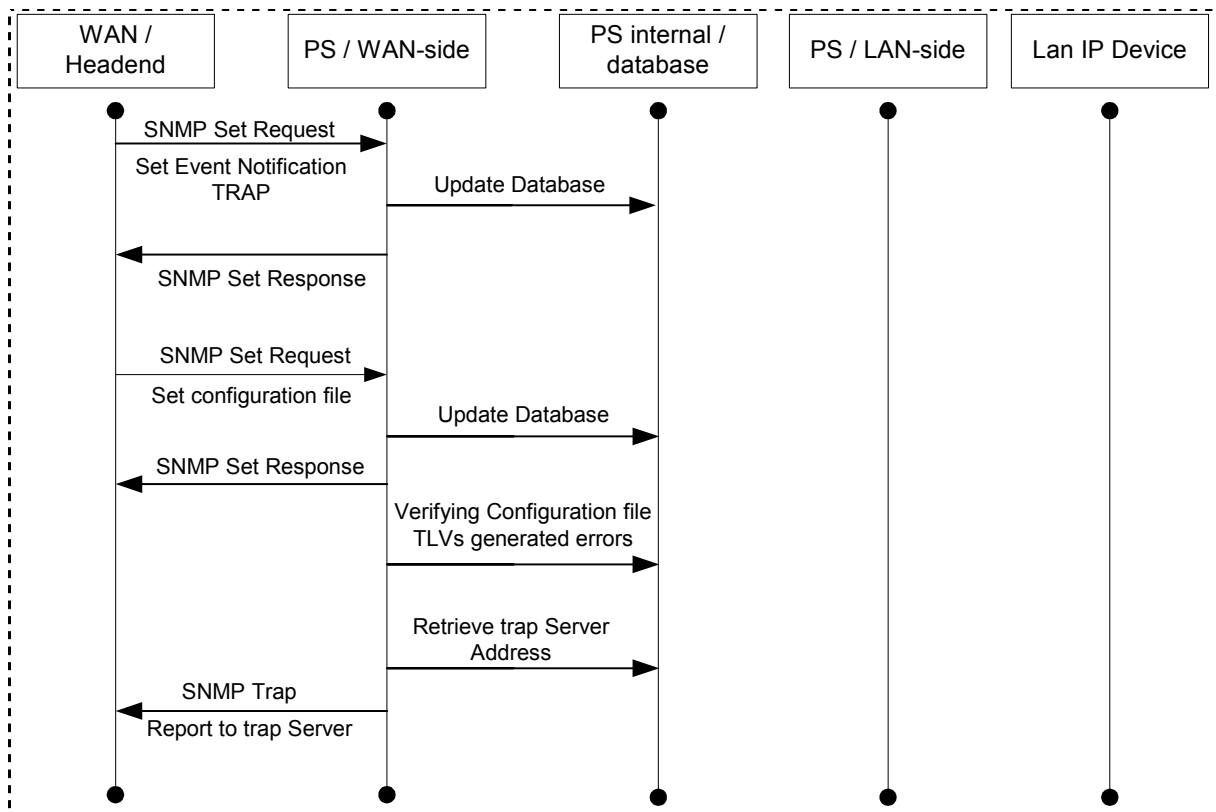 WAN /
Headend
PS / WAN-side
PS internal /
database
PS / LAN-side
Lan IP Device
SNMP Set Request
Set Event Notification
TRAP
Update Database
SNMP Set Response
SNMP Set Request
Set configuration file
Update Database
SNMP Set Response
Verifying Configuration file
TLVs generated errors
Retrieve trap Server
Address
SNMP Trap
Report to trap Server